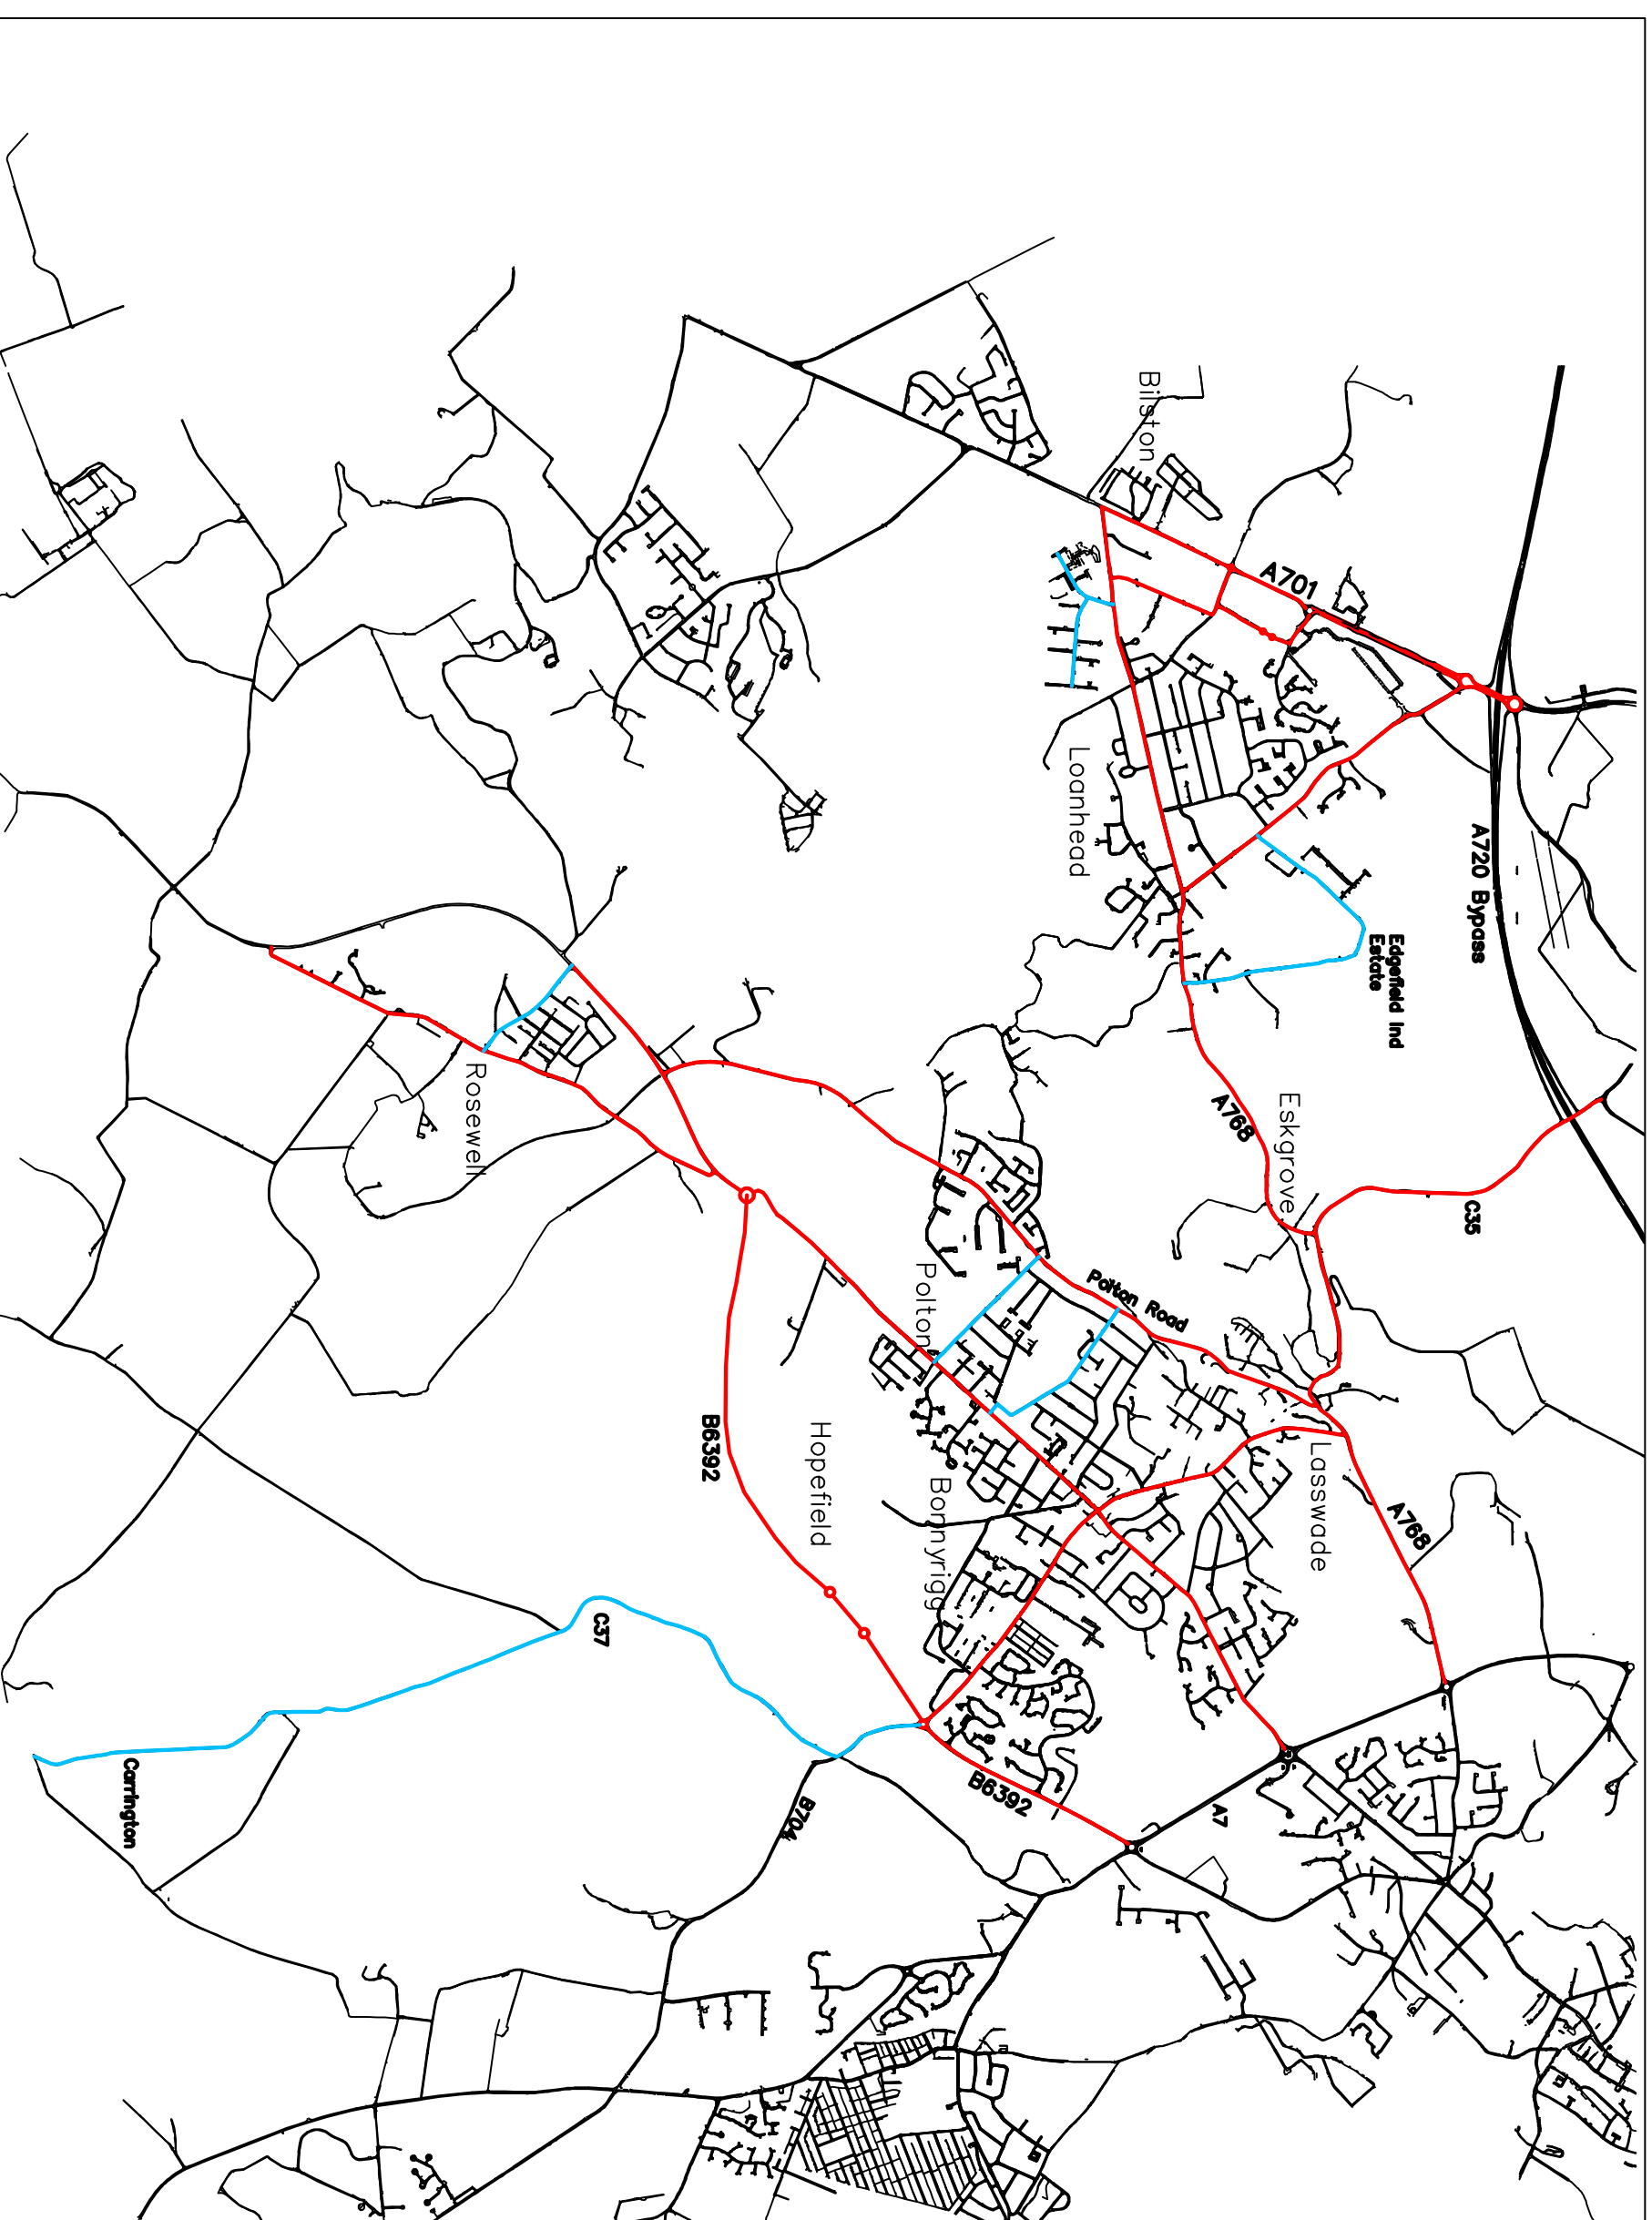 Bilston
A701
Loanhead
A720 Bypass
Edgefield Ind
Estate
A768
Eskgrove
C35
Rosewell
Polton
Polton Road
Hopefield
B6392
Bonnyrigg
Lasswade
A768
C37
Carrington
B704
B6392
A7